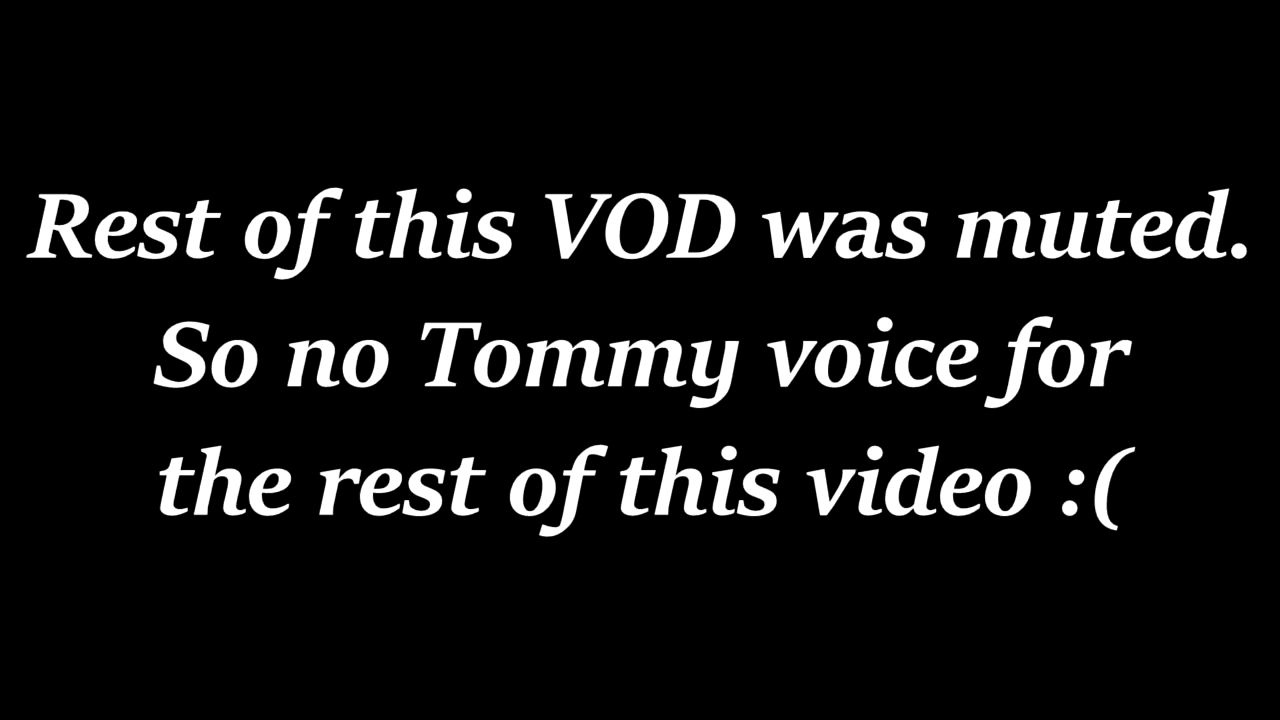 Rest of this VOD was muted.
So no Tommy voice for
the rest of this video :(